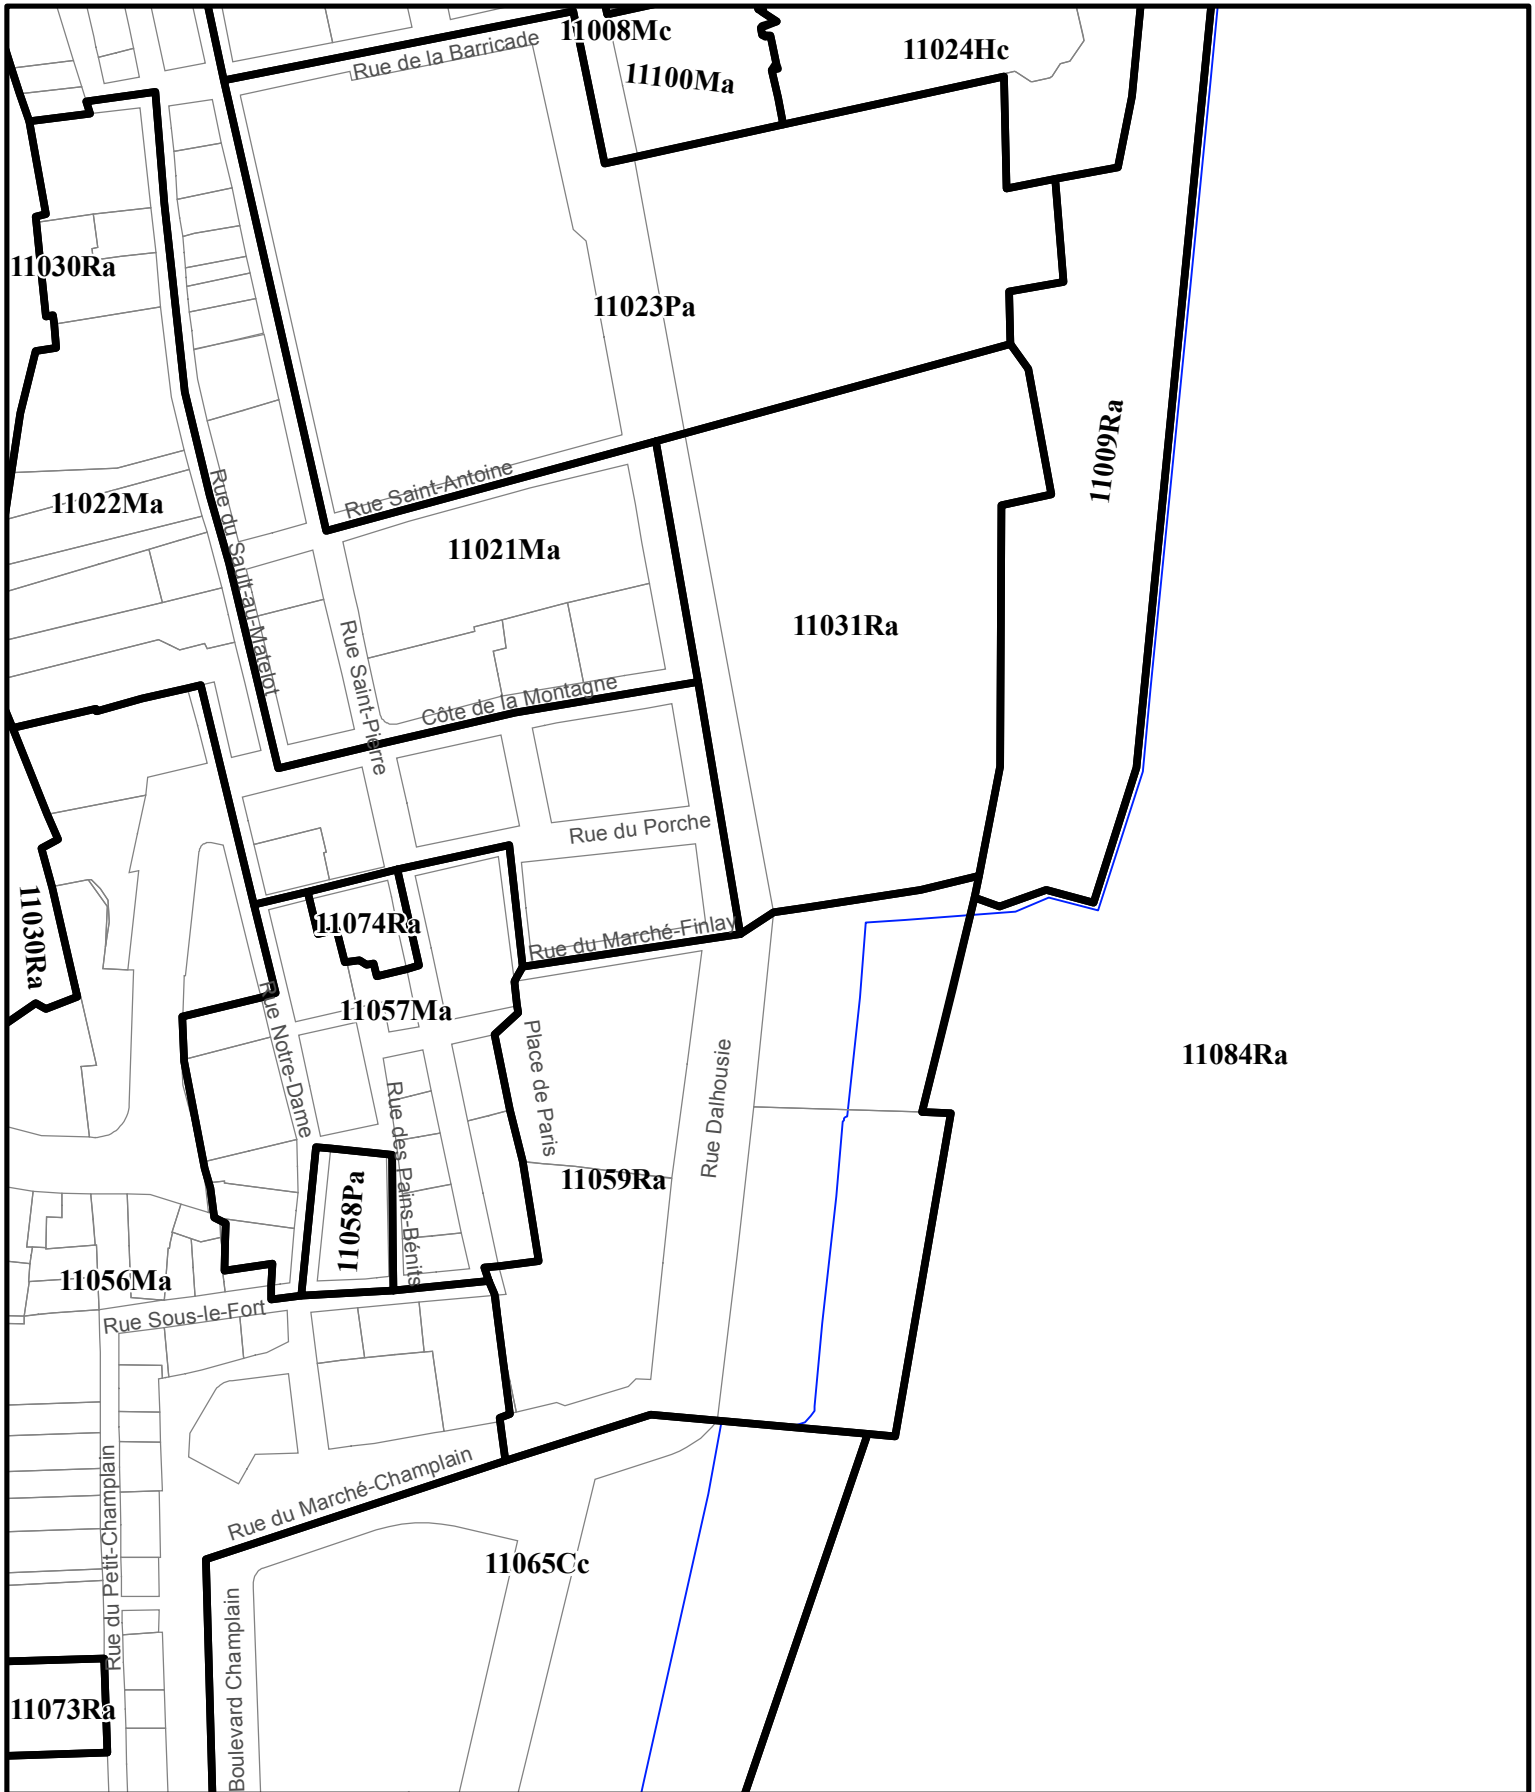 11008Mc
Rue de la Barricade
11024Hc
11100Ma
11030Ra
11023Pa
11009Ra
Rue Saint-Antoine
11022Ma
Rue du Sault-au-Matelot
11021Ma
11031Ra
Rue Saint-Pierre
Côte de la Montagne
Rue du Porche
11030Ra
11074Ra
Rue du Marché-Finlay
11057Ma
Rue Notre-Dame
Place de Paris
Rue Dalhousie
11084Ra
Rue des Pains-Bénits
11059Ra
11058Pa
11056Ma
Rue Sous-le-Fort
Rue du Marché-Champlain
Rue du Petit-Champlain
11065Cc
Boulevard Champlain
11073Ra